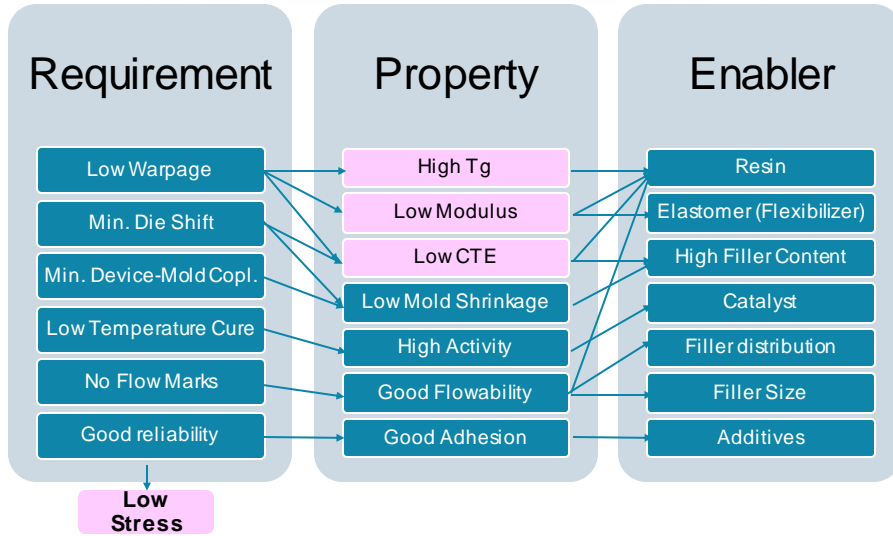 Requirement
Property
Enabler
Low Warpage
High Tg
Resin
Min. Die Shift
Low Modulus
Elastomer (Flexibilizer)
Min. Device-Mold Copl.
Low CTE
High Filler Content
Low Temperature Cure
Low Mold Shrinkage
Catalyst
No Flow Marks
High Activity
Filler distribution
Good reliability
Good Flowability
Filler Size
Good Adhesion
Additives
Low
Stress